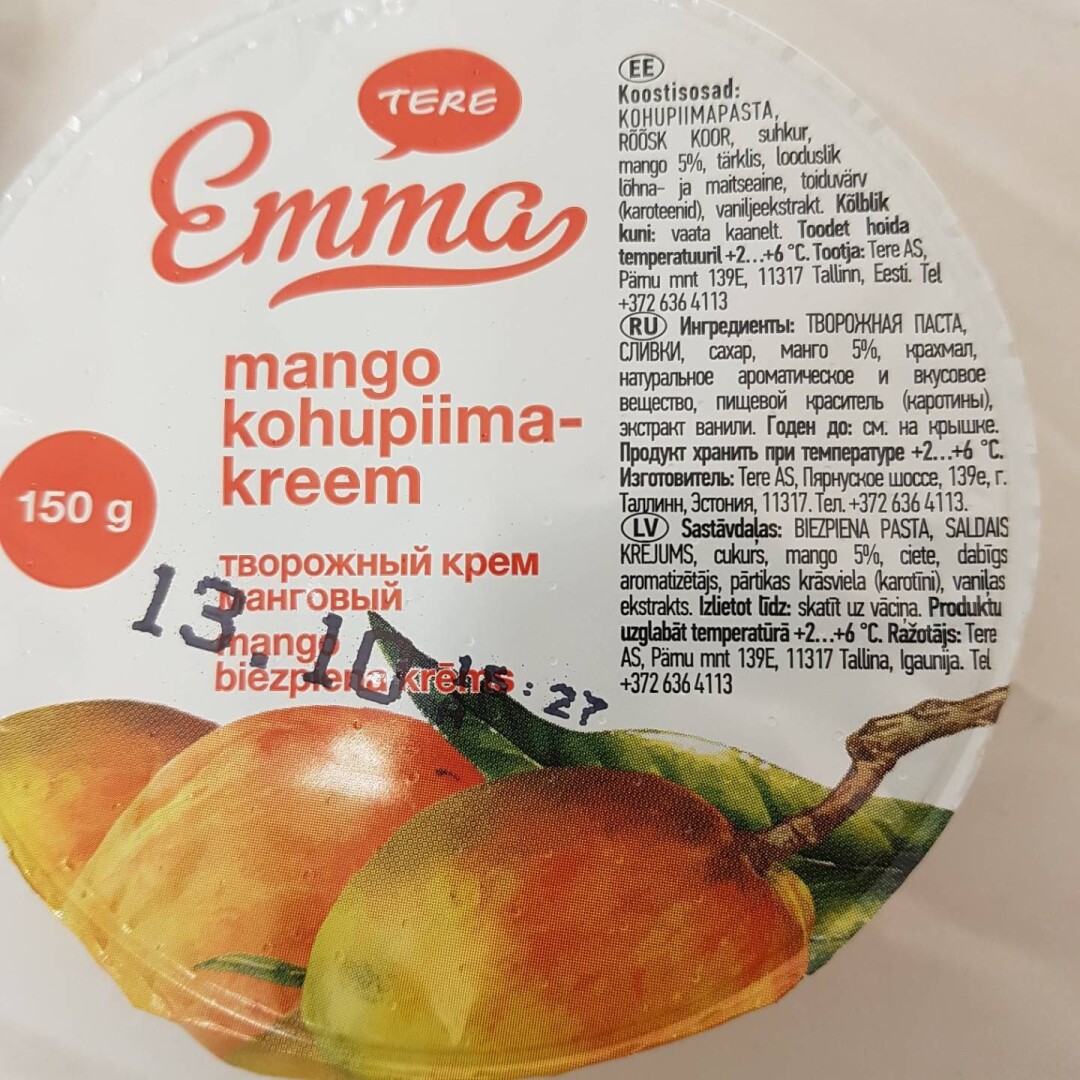 TERE
Emma
mango
kohupiima-
kreem
150 g
творожный крем
манговый
mango
biezpiena krēms
13.10
15:27
EE
Koostisosad:
KOHUPIIMAPASTA,
RÕÕSK KOOR, suhkur,
mango 5%, tärklis, looduslik
lõhna- ja maitseaine, toiduvärv
(karoteenid), vaniljeekstrakt. Kõlblik
kuni: vaata kaanelt. Toodet hoida
temperatuuril +2...+6 °C. Tootja: Tere AS,
Pärnu mnt 139E, 11317 Tallinn, Eesti. Tel
+372 636 4113
RU Ингредиенты: ТВОРОЖНАЯ ПАСТА,
СЛИВКИ, сахар, манго 5%, крахмал,
натуральное ароматическое и вкусовое
вещество, пищевой краситель (каротины),
экстракт ванили. Годен до: см. на крышке.
Продукт хранить при температуре +2...+6 °C.
Изготовитель: Tere AS, Пярнуское шоссе, 139е, г.
Таллинн, Эстония, 11317. Тел. +372 636 4113.
LV Sastāvdaļas: BIEZPIENA PASTA, SALDAIS
KRĒJUMS, cukurs, mango 5%, ciete, dabīgs
aromatizētājs, pārtikas krāsviela (karotīni), vaniļas
ekstrakts. Izlietot līdz: skatīt uz vāciņa. Produktu
uzglabāt temperatūrā +2...+6 °C. Ražotājs: Tere
AS, Pärnu mnt 139E, 11317 Tallina, Igaunija. Tel
+372 636 4113